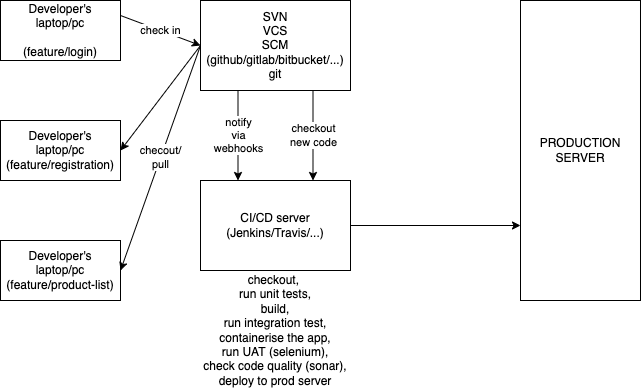 Developer's
laptop/pc
(feature/login)
check in
SVN
VCS
SCM
(github/gitlab/bitbucket/...)
git
Developer's
laptop/pc
(feature/registration)
checout/
pull
notify
via
webhooks
checkout
new code
PRODUCTION
SERVER
Developer's
laptop/pc
(feature/product-list)
CI/CD server
(Jenkins/Travis/...)
checkout,
run unit tests,
build,
run integration test,
containerise the app,
run UAT (selenium),
check code quality (sonar),
deploy to prod server